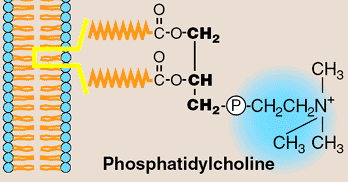 O
C-O-CH2
O
C-O-CH
CH2-P-CH2CH2N+
CH3
CH3
CH3
Phosphatidylcholine